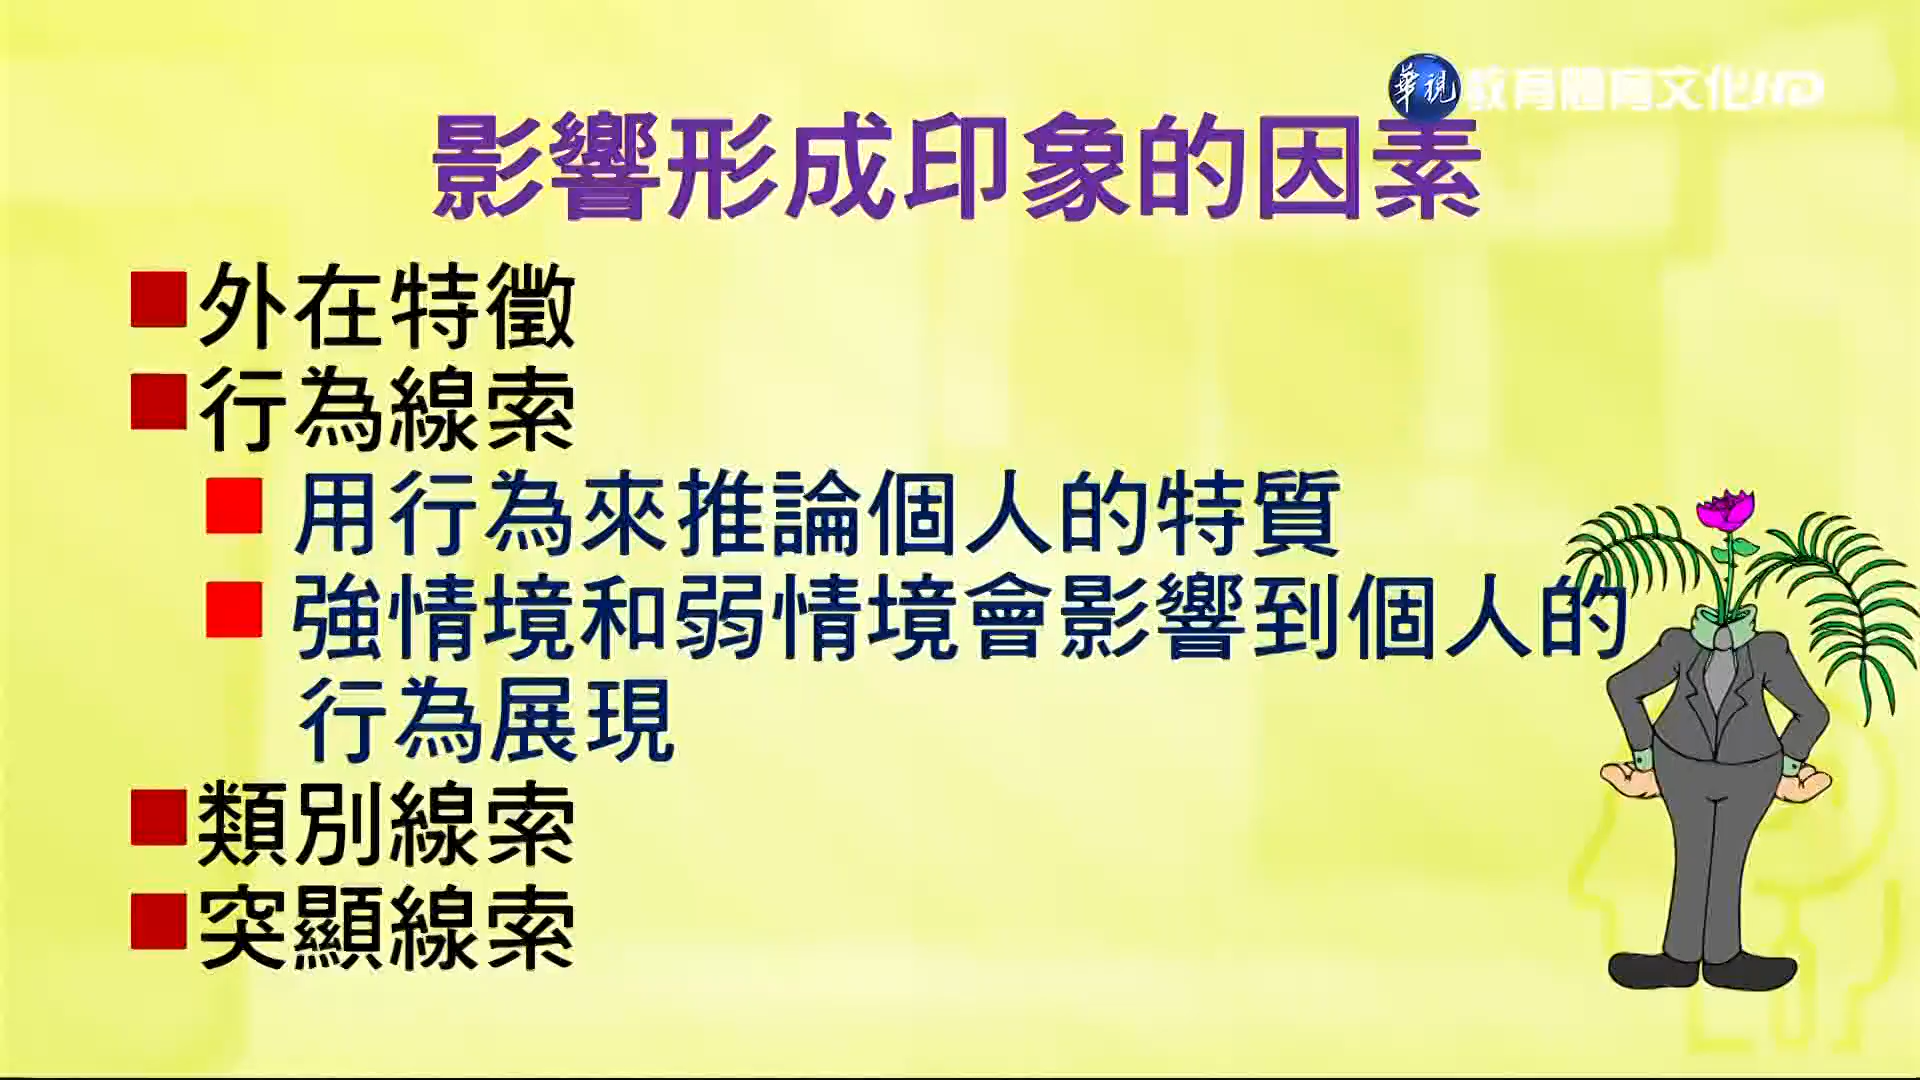 華視 教育體育文化HD
影響形成印象的因素
外在特徵
行為線索
用行為來推論個人的特質
強情境和弱情境會影響到個人的
行為展現
類別線索
突顯線索